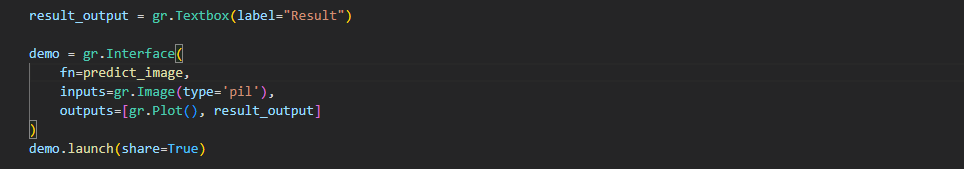 result_output = gr.Textbox(label="Result")
demo = gr.Interface(
    fn=predict_image,
    inputs=gr.Image(type='pil'),
    outputs=[gr.Plot(), result_output]
)
demo.launch(share=True)